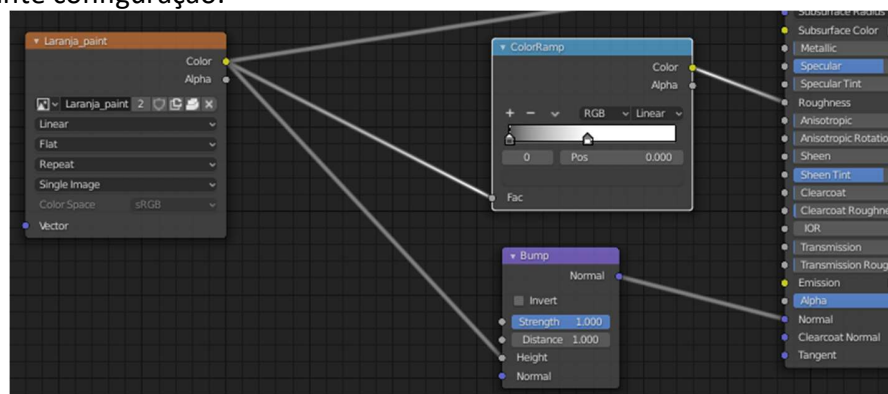 nte configuração.
Laranja_paint
Color
Alpha
Laranja_paint 2
Linear
Flat
Repeat
Single Image
Color Space sRGB
Vector
ColorRamp
Color
Alpha
RGB Linear
0 Pos 0.000
Fac
Bump
Normal
Invert
Strength 1.000
Distance 1.000
Height
Normal
Subsurface Radius
Subsurface Color
Metallic
Specular
Specular Tint
Roughness
Anisotropic
Anisotropic Rotatio
Sheen
Sheen Tint
Clearcoat
Clearcoat Roughne
IOR
Transmission
Transmission Roug
Emission
Alpha
Normal
Clearcoat Normal
Tangent